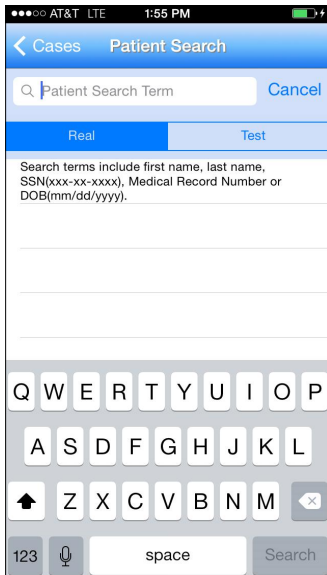 AT&T LTE 1:55 PM
Cases Patient Search
Patient Search Term Cancel
Real Test
Search terms include first name, last name,
SSN(xxx-xx-xxxx), Medical Record Number or
DOB(mm/dd/yyyy).
Q W E R T Y U I O P
A S D F G H J K L
Z X C V B N M
123 space Search